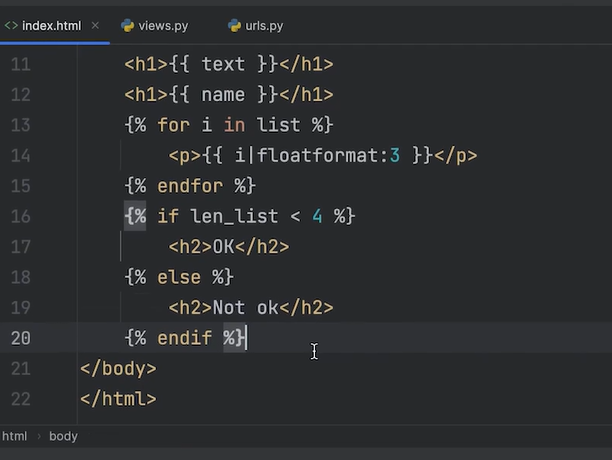 index.html views.py urls.py
11 <h1>{{ text }}</h1>
12 <h1>{{ name }}</h1>
13 {% for i in list %}
14 <p>{{ i|floatformat:3 }}</p>
15 {% endfor %}
16 {% if len_list < 4 %}
17 <h2>OK</h2>
18 {% else %}
19 <h2>Not ok</h2>
20 {% endif %}
21 </body>
22 </html>
html › body